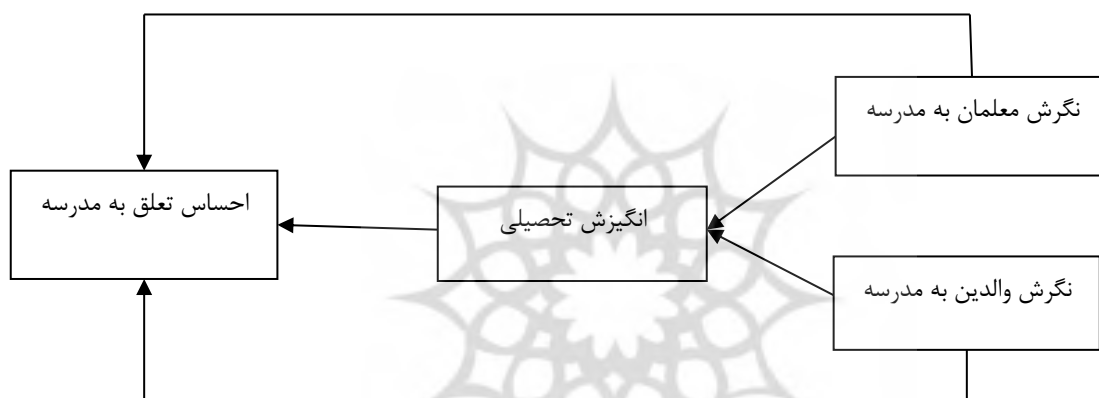 نگرش معلمان به مدرسه
احساس تعلق به مدرسه
انگیزش تحصیلی
نگرش والدین به مدرسه